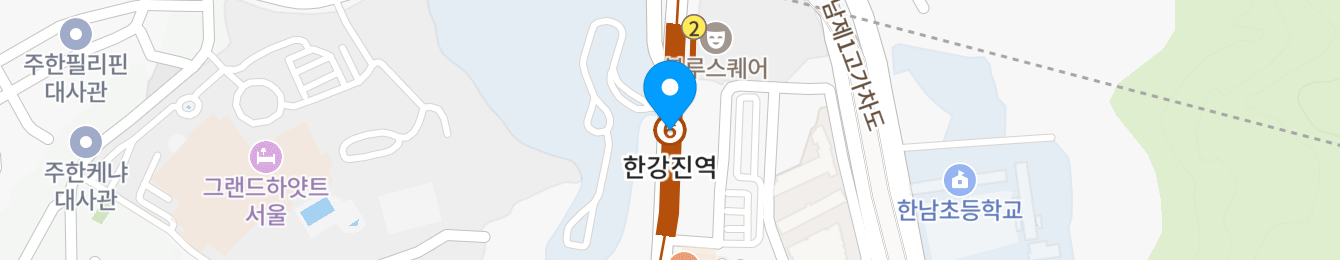 주한필리핀
대사관
주한케냐
대사관
그랜드하얏트
서울
2
루스퀘어
한강진역
남제1고가차도
한남초등학교